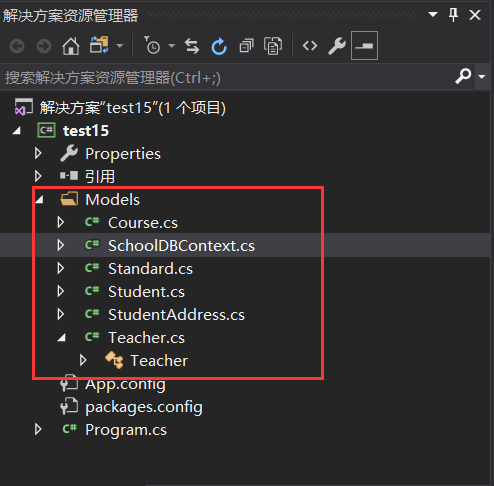 解决方案资源管理器
搜索解决方案资源管理器(Ctrl+;)
解决方案"test15"(1 个项目)
C# test15
Properties
引用
Models
C# Course.cs
C# SchoolDBContext.cs
C# Standard.cs
C# Student.cs
C# StudentAddress.cs
C# Teacher.cs
Teacher
App.config
packages.config
C# Program.cs